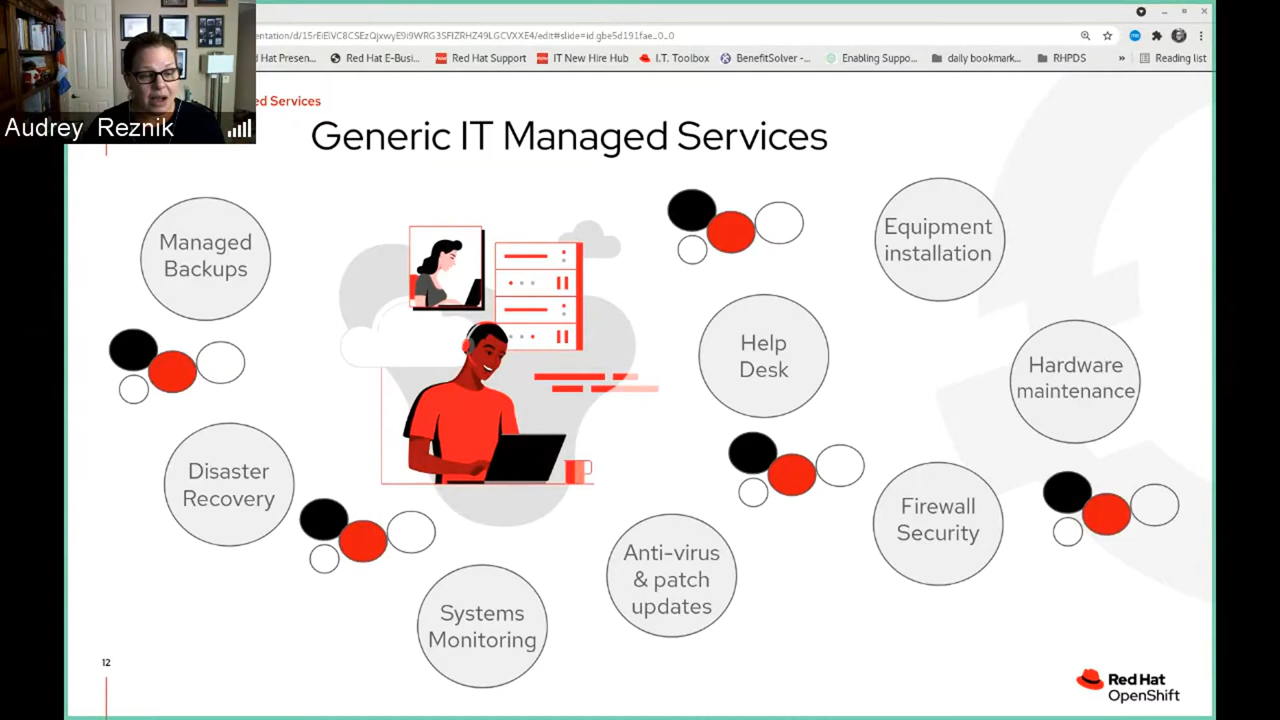 entation/d/15rEiElVC8CSEzQjxwyE9i9WRG3SFlZRHZ49LGCVXXE4/edit#slide=id.gbe5d191fae_0_0
Hat Presen...
Red Hat E-Busi...
Red Hat Support
IT New Hire Hub
I.T. Toolbox
BenefitSolver -...
Enabling Suppo...
daily bookmark...
RHPDS
»
Reading list
Audrey Reznik
ed Services
Generic IT Managed Services
Managed
Backups
Equipment
installation
Help
Desk
Hardware
maintenance
Disaster
Recovery
Firewall
Security
Anti-virus
& patch
updates
Systems
Monitoring
12
Red Hat
OpenShift